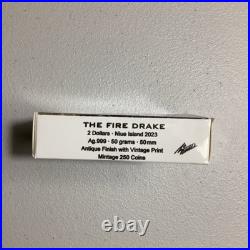 THE FIRE DRAKE
2 Dollars - Niue Island 2023
Ag.999 - 50 grams - 50mm
Antique Finish with Vintage Print
Mintage 250 Coins